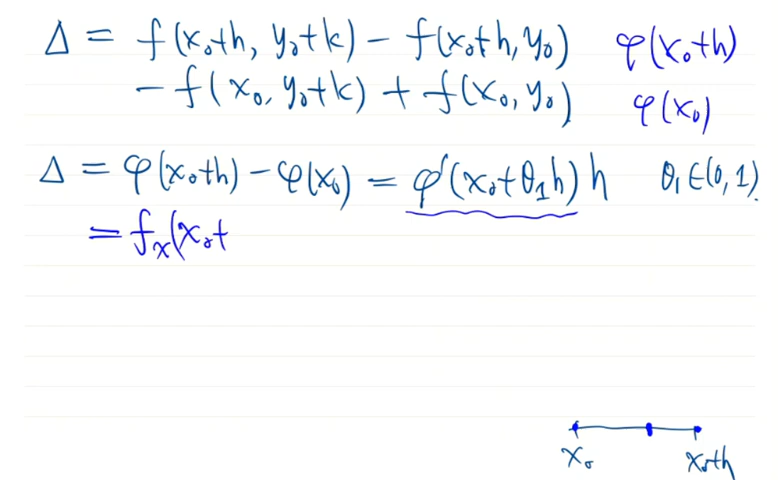 Δ = f(x₀+h, y₀+k) − f(x₀+h, y₀) φ(x₀+h)
− f(x₀, y₀+k) + f(x₀, y₀) φ(x₀)
Δ = φ(x₀+h) − φ(x₀) = φ'(x₀+θ₁h) h θ₁ ∈ (0, 1)
= fₓ(x₀+
x₀ x₀+h